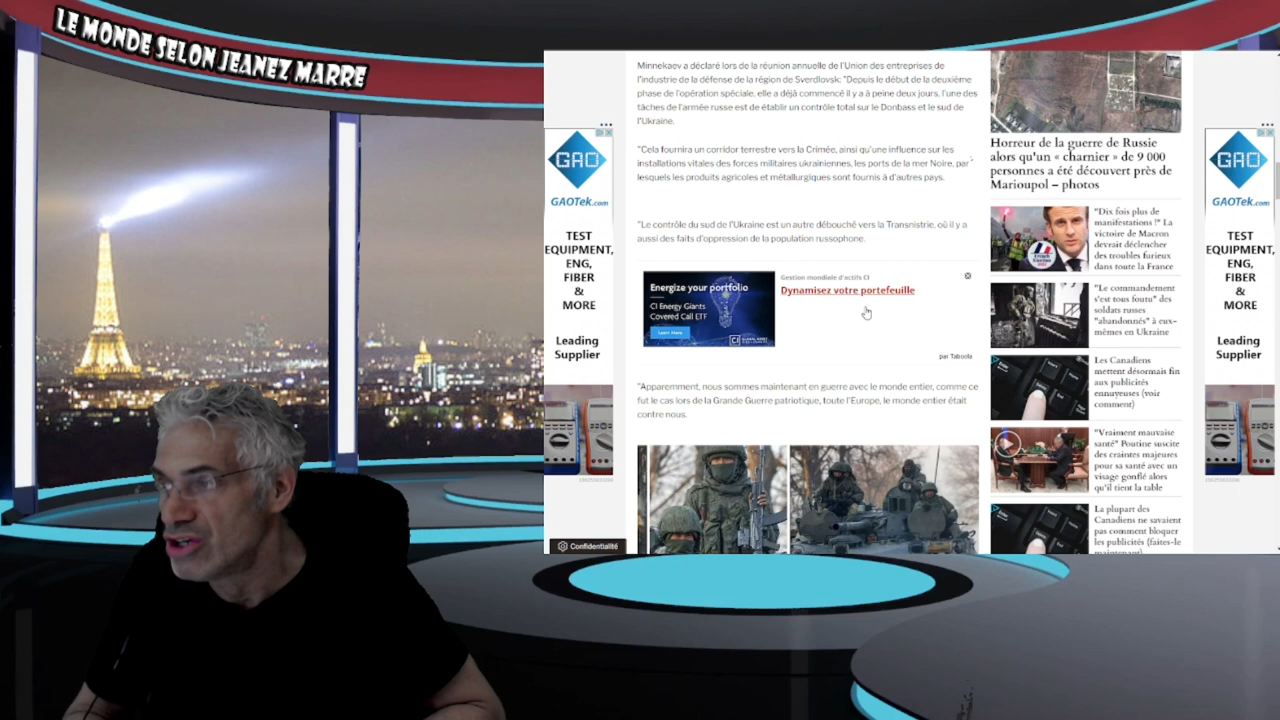 LE MONDE SELON JEANEZ MARRE
Minnekaev a déclaré lors de la réunion annuelle de l'Union des entreprises de
l'industrie de la défense de la région de Sverdlovsk: "Depuis le début de la deuxième
phase de l'opération spéciale, elle a déjà commencé il y a à peine deux jours, l'une des
tâches de l'armée russe est de établir un contrôle total sur le Donbass et le sud de
l'Ukraine.
"Cela fournira un corridor terrestre vers la Crimée, ainsi qu'une influence sur les
installations vitales des forces militaires ukrainiennes, les ports de la mer Noire, par
lesquels les produits agricoles et métallurgiques sont fournis à d'autres pays.
"Le contrôle du sud de l'Ukraine est un autre débouché vers la Transnistrie, où il y a
aussi des faits d'oppression de la population russophone.
Energize your portfolio
CI Energy Giants
Covered Call ETF
Learn More
CI GLOBAL ASSET
Gestion mondiale d'actifs CI
Dynamisez votre portefeuille
par Taboola
"Apparemment, nous sommes maintenant en guerre avec le monde entier, comme ce
fut le cas lors de la Grande Guerre patriotique, toute l'Europe, le monde entier était
contre nous.
Confidentialité
GAO
GAOTek.com
TEST
EQUIPMENT,
ENG,
FIBER
&
MORE
Leading
Supplier
Horreur de la guerre de Russie
alors qu'un « charnier » de 9 000
personnes a été découvert près de
Marioupol – photos
"Dix fois plus de
manifestations !" La
victoire de Macron
devrait déclencher
des troubles furieux
dans toute la France
"Le commandement
s'est tous foutu" des
soldats russes
"abandonnés" à eux-
mêmes en Ukraine
Les Canadiens
mettent désormais fin
aux publicités
ennuyeuses (voir
comment)
"Vraiment mauvaise
santé" Poutine suscite
des craintes majeures
pour sa santé avec un
visage gonflé alors
qu'il tient la table
La plupart des
Canadiens ne savaient
pas comment bloquer
les publicités (faites-le
maintenant)
GAO
GAOTek.com
TEST
EQUIPMENT,
ENG,
FIBER
&
MORE
Leading
Supplier